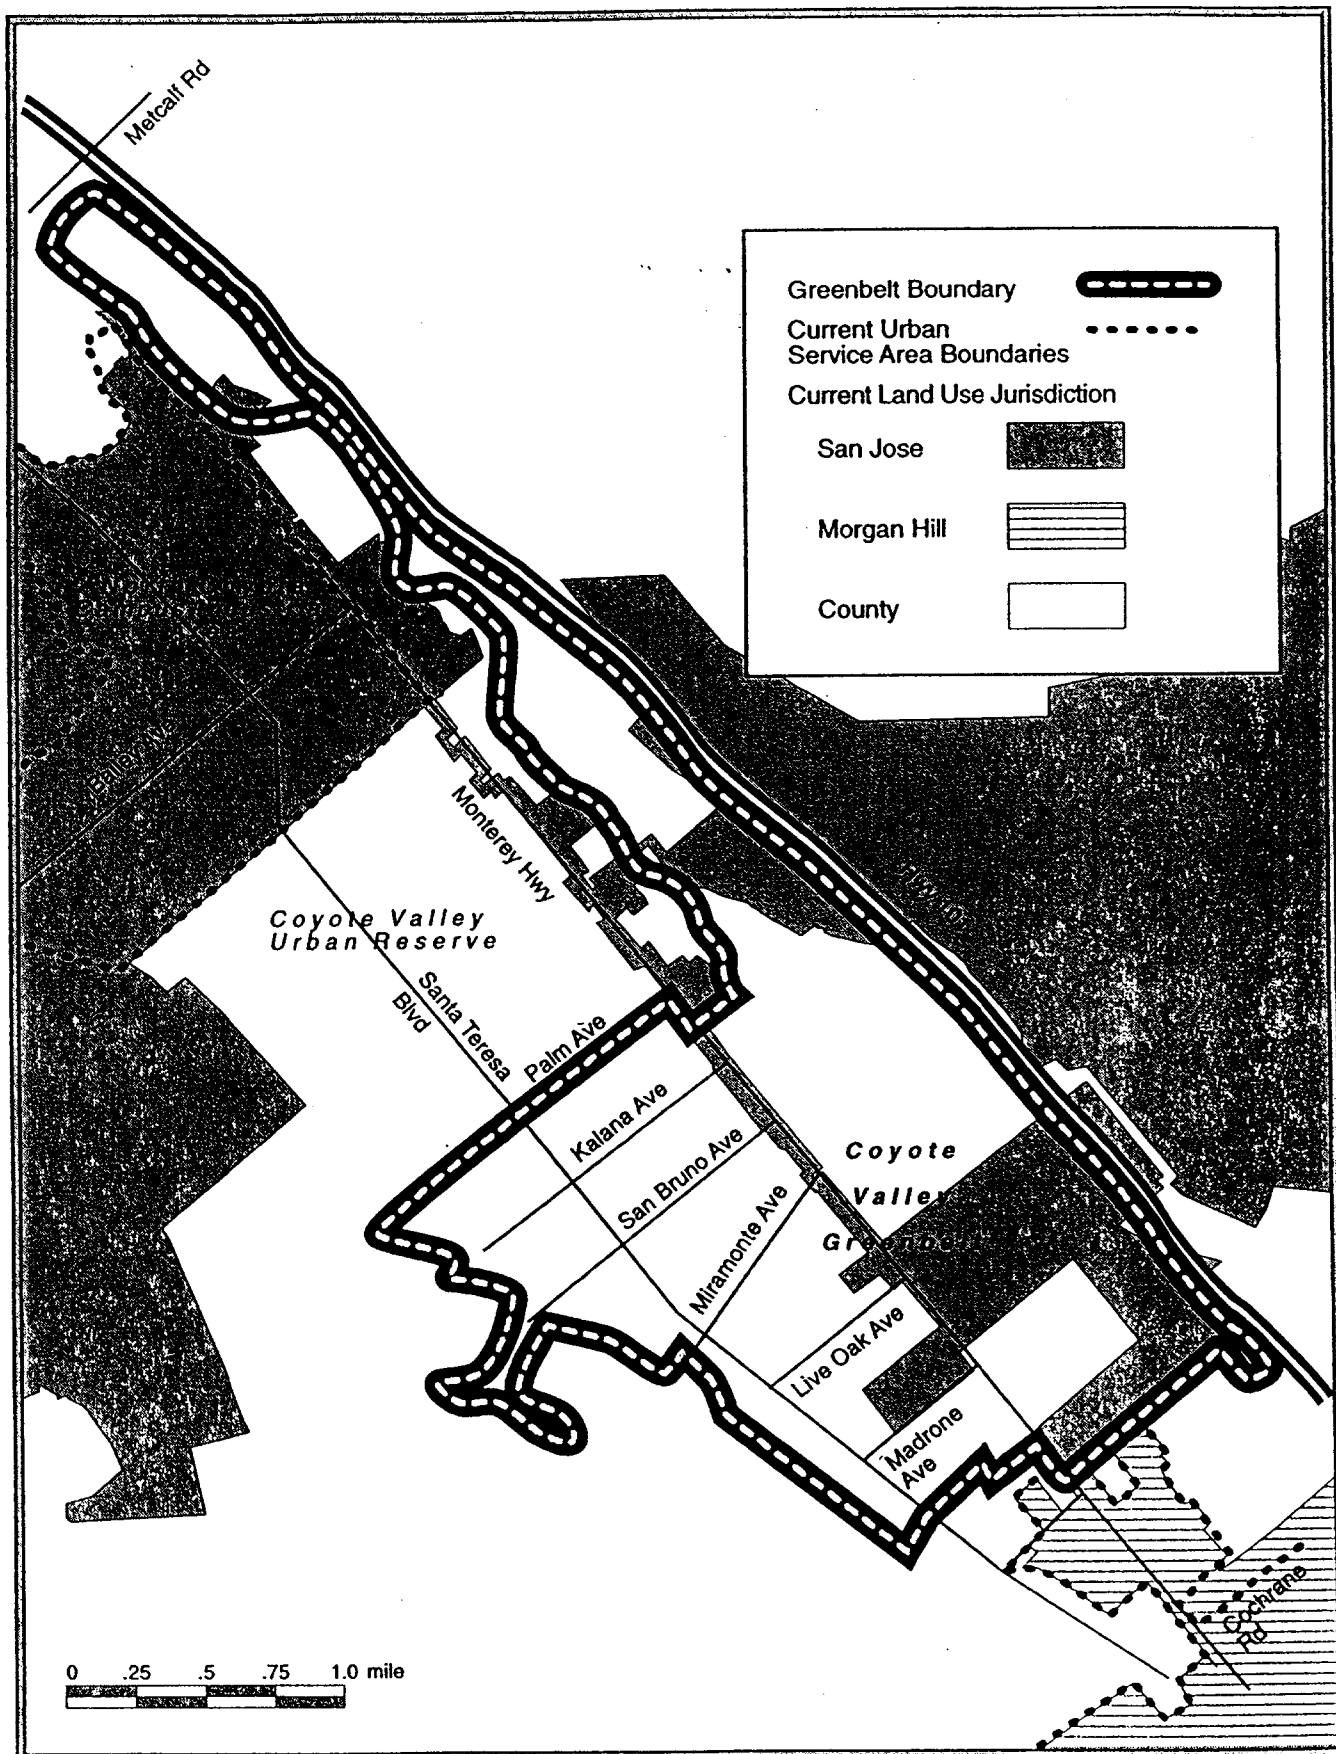 Metcalf Rd
Greenbelt Boundary
Current Urban
Service Area Boundaries
Current Land Use Jurisdiction
San Jose
Morgan Hill
County
Monterey Hwy
Coyote Valley
Urban Reserve
Santa Teresa
Blvd
Palm Ave
Kalana Ave
San Bruno Ave
Miramonte Ave
Coyote
Valley
Greenbelt
Live Oak Ave
Madrone
Ave
Cochrane
Rd
0 .25 .5 .75 1.0 mile